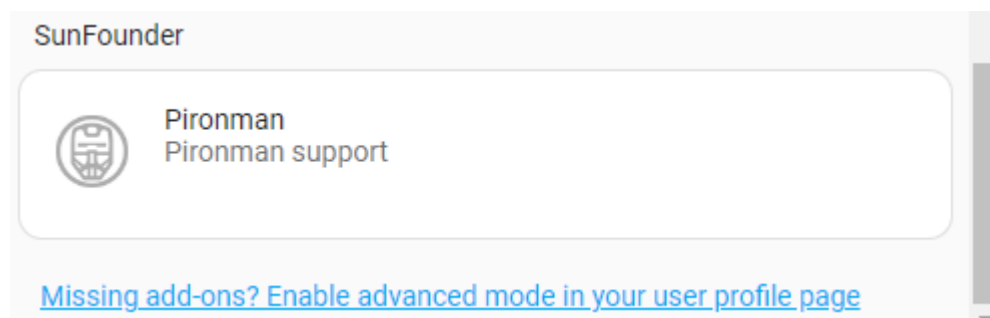 SunFounder
Pironman
Pironman support
Missing add-ons? Enable advanced mode in your user profile page